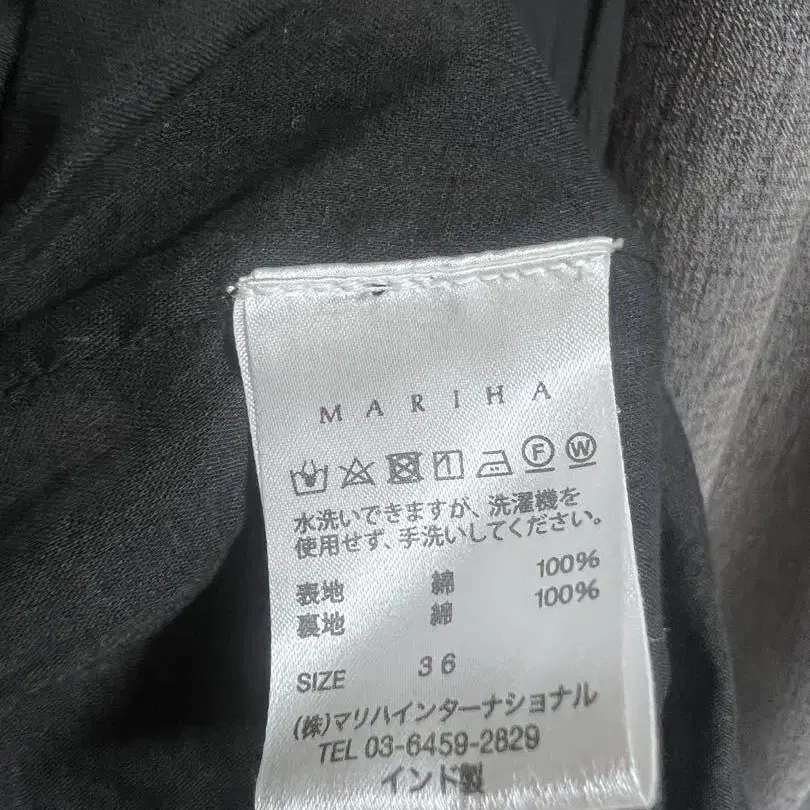 MARIHA
F W
水洗いできますが、洗濯機を
使用せず、手洗いしてください。
表地 綿 100%
裏地 綿 100%
SIZE 36
(株)マリハインターナショナル
TEL 03-6459-2829
インド製